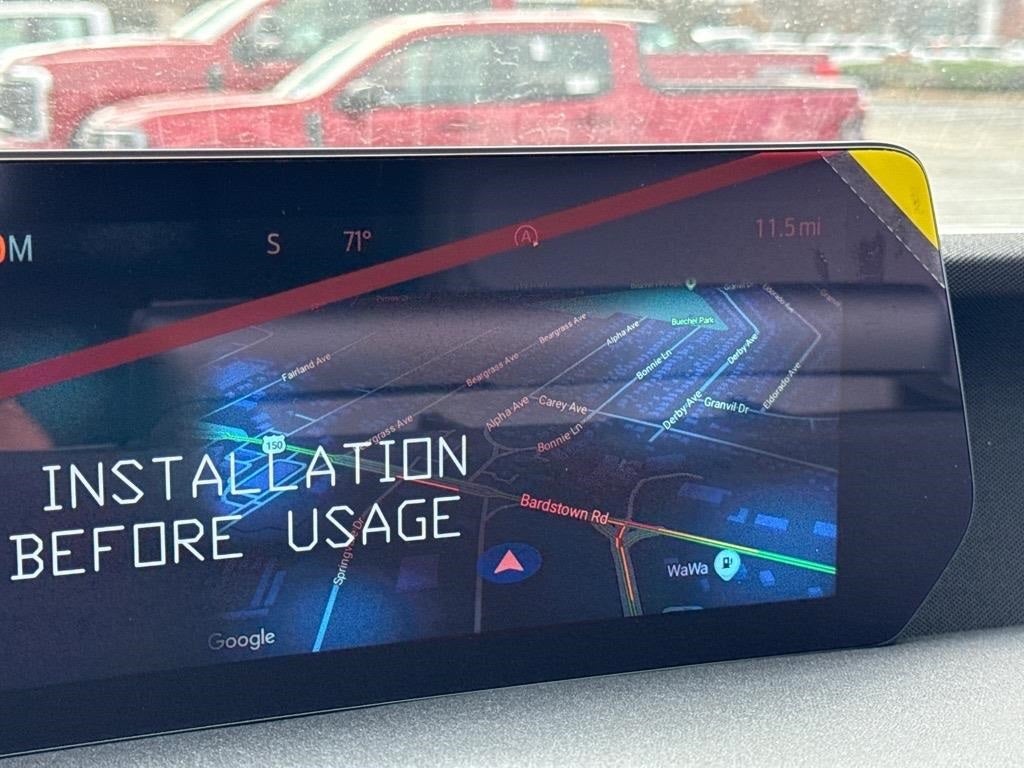 M
S
71°
A
11.5 mi
Buechel Park
Fairland Ave
Beargrass Ave
Beargrass Ave
Alpha Ave
Bonnie Ln
Derby Ave
Eldorado Ave
Alpha Ave
Carey Ave
Derby Ave
Granvil Dr
Bonnie Ln
150
INSTALLATION
BEFORE USAGE
Bardstown Rd
WaWa
Google